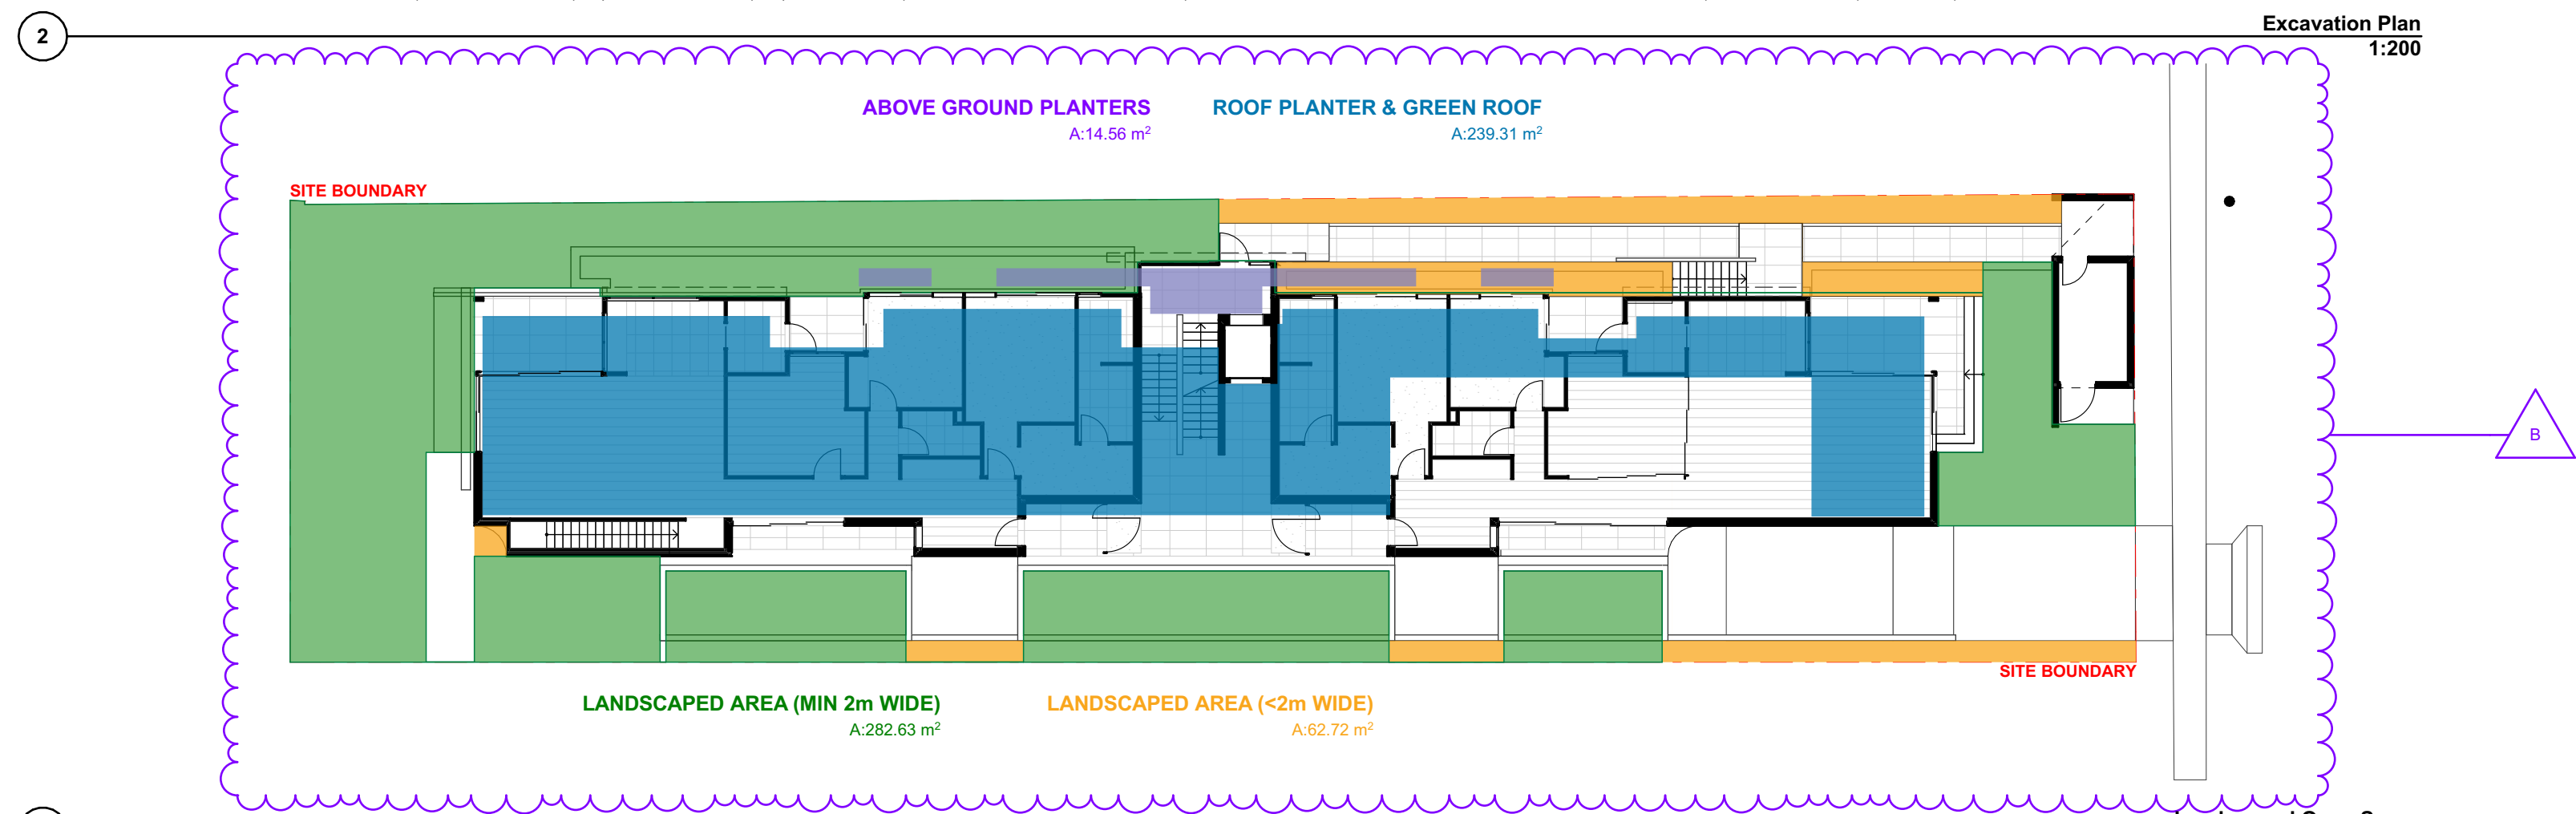 2
Excavation Plan
1:200
ABOVE GROUND PLANTERS
A:14.56 m²
ROOF PLANTER & GREEN ROOF
A:239.31 m²
SITE BOUNDARY
B
SITE BOUNDARY
LANDSCAPED AREA (MIN 2m WIDE)
A:282.63 m²
LANDSCAPED AREA (<2m WIDE)
A:62.72 m²